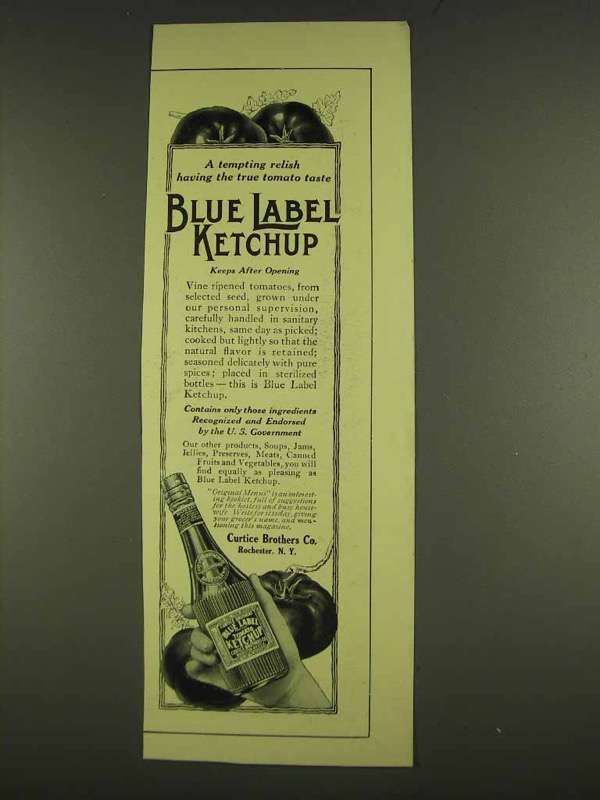 A tempting relish
having the true tomato taste
BLUE LABEL
KETCHUP
Keeps After Opening
Vine ripened tomatoes, from
selected seed, grown under
our personal supervision,
carefully handled in sanitary
kitchens, same day as picked;
cooked but lightly so that the
natural flavor is retained;
seasoned delicately with pure
spices; placed in sterilized
bottles—this is Blue Label
Ketchup.
Contains only those ingredients
Recognized and Endorsed
by the U. S. Government
Our other products, Soups, Jams,
Jellies, Preserves, Meats, Canned
Fruits and Vegetables, you will
find equally as pleasing as
Blue Label Ketchup.
"Original Menus" is an interest-
ing booklet, full of suggestions
for the hostess and busy house-
wife. Write for it today, giving
your grocer's name, and men-
tioning this magazine.
Curtice Brothers Co.
Rochester, N. Y.
BLUE LABEL
TOMATO
KETCHUP